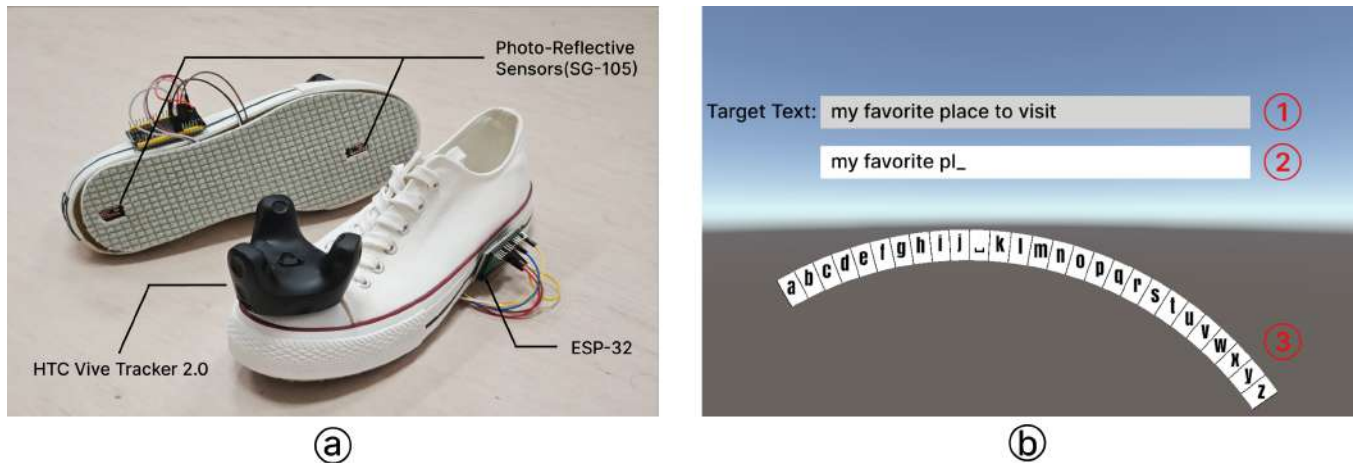 Photo-Reflective
Sensors(SG-105)
HTC Vive Tracker 2.0
ESP-32
ⓐ
Target Text: my favorite place to visit ①
my favorite pl_ ②
a b c d e f g h i j ⎵ k l m n o p q r s t u v w x y z
③
ⓑ